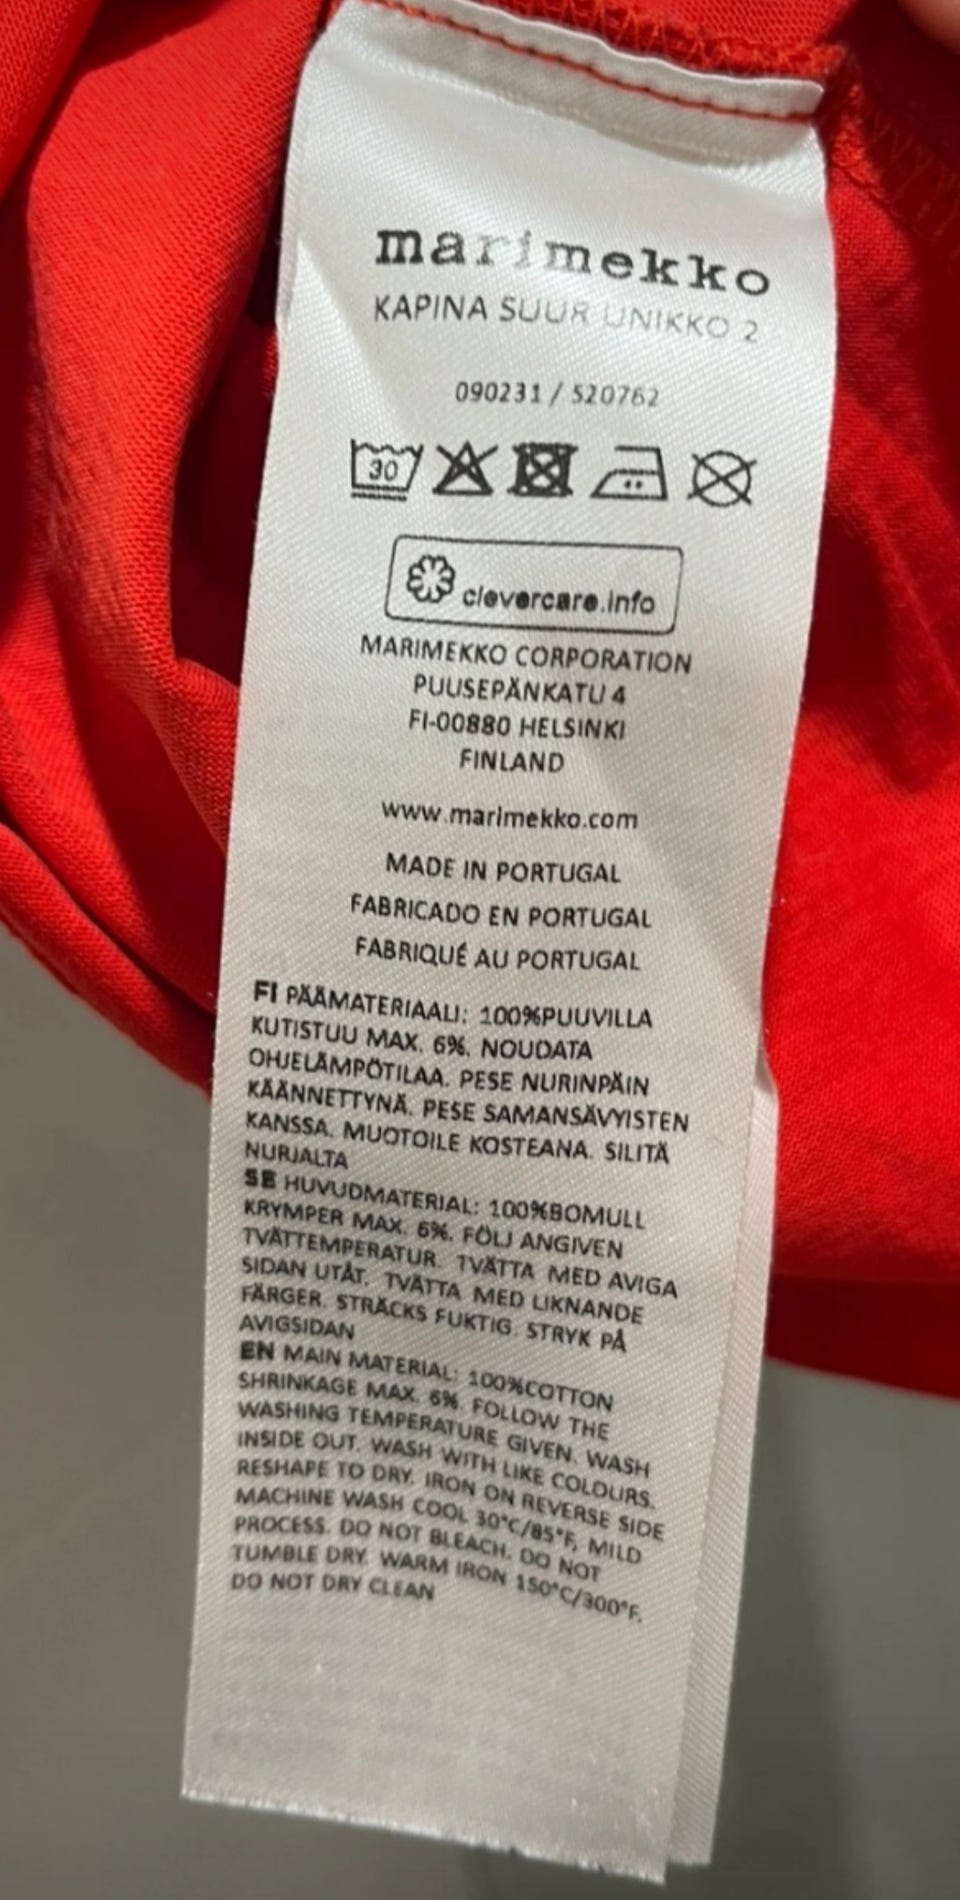 marimekko
KAPINA SUUR UNIKKO 2
090231 / 520762
30
clevercare.info
MARIMEKKO CORPORATION
PUUSEPÄNKATU 4
FI-00880 HELSINKI
FINLAND
www.marimekko.com
MADE IN PORTUGAL
FABRICADO EN PORTUGAL
FABRIQUÉ AU PORTUGAL
FI PÄÄMATERIAALI: 100%PUUVILLA
KUTISTUU MAX. 6%. NOUDATA
OHJELÄMPÖTILAA. PESE NURINPÄIN
KÄÄNNETTYNÄ. PESE SAMANSÄVYISTEN
KANSSA. MUOTOILE KOSTEANA. SILITÄ
NURJALTA
SE HUVUDMATERIAL: 100%BOMULL
KRYMPER MAX. 6%. FÖLJ ANGIVEN
TVÄTTEMPERATUR. TVÄTTA MED AVIGA
SIDAN UTÅT. TVÄTTA MED LIKNANDE
FÄRGER. STRÄCKS FUKTIG. STRYK PÅ
AVIGSIDAN
EN MAIN MATERIAL: 100%COTTON
SHRINKAGE MAX. 6%. FOLLOW THE
WASHING TEMPERATURE GIVEN. WASH
INSIDE OUT. WASH WITH LIKE COLOURS.
RESHAPE TO DRY. IRON ON REVERSE SIDE
MACHINE WASH COOL 30°C/85°F, MILD
PROCESS. DO NOT BLEACH. DO NOT
TUMBLE DRY. WARM IRON 150°C/300°F.
DO NOT DRY CLEAN